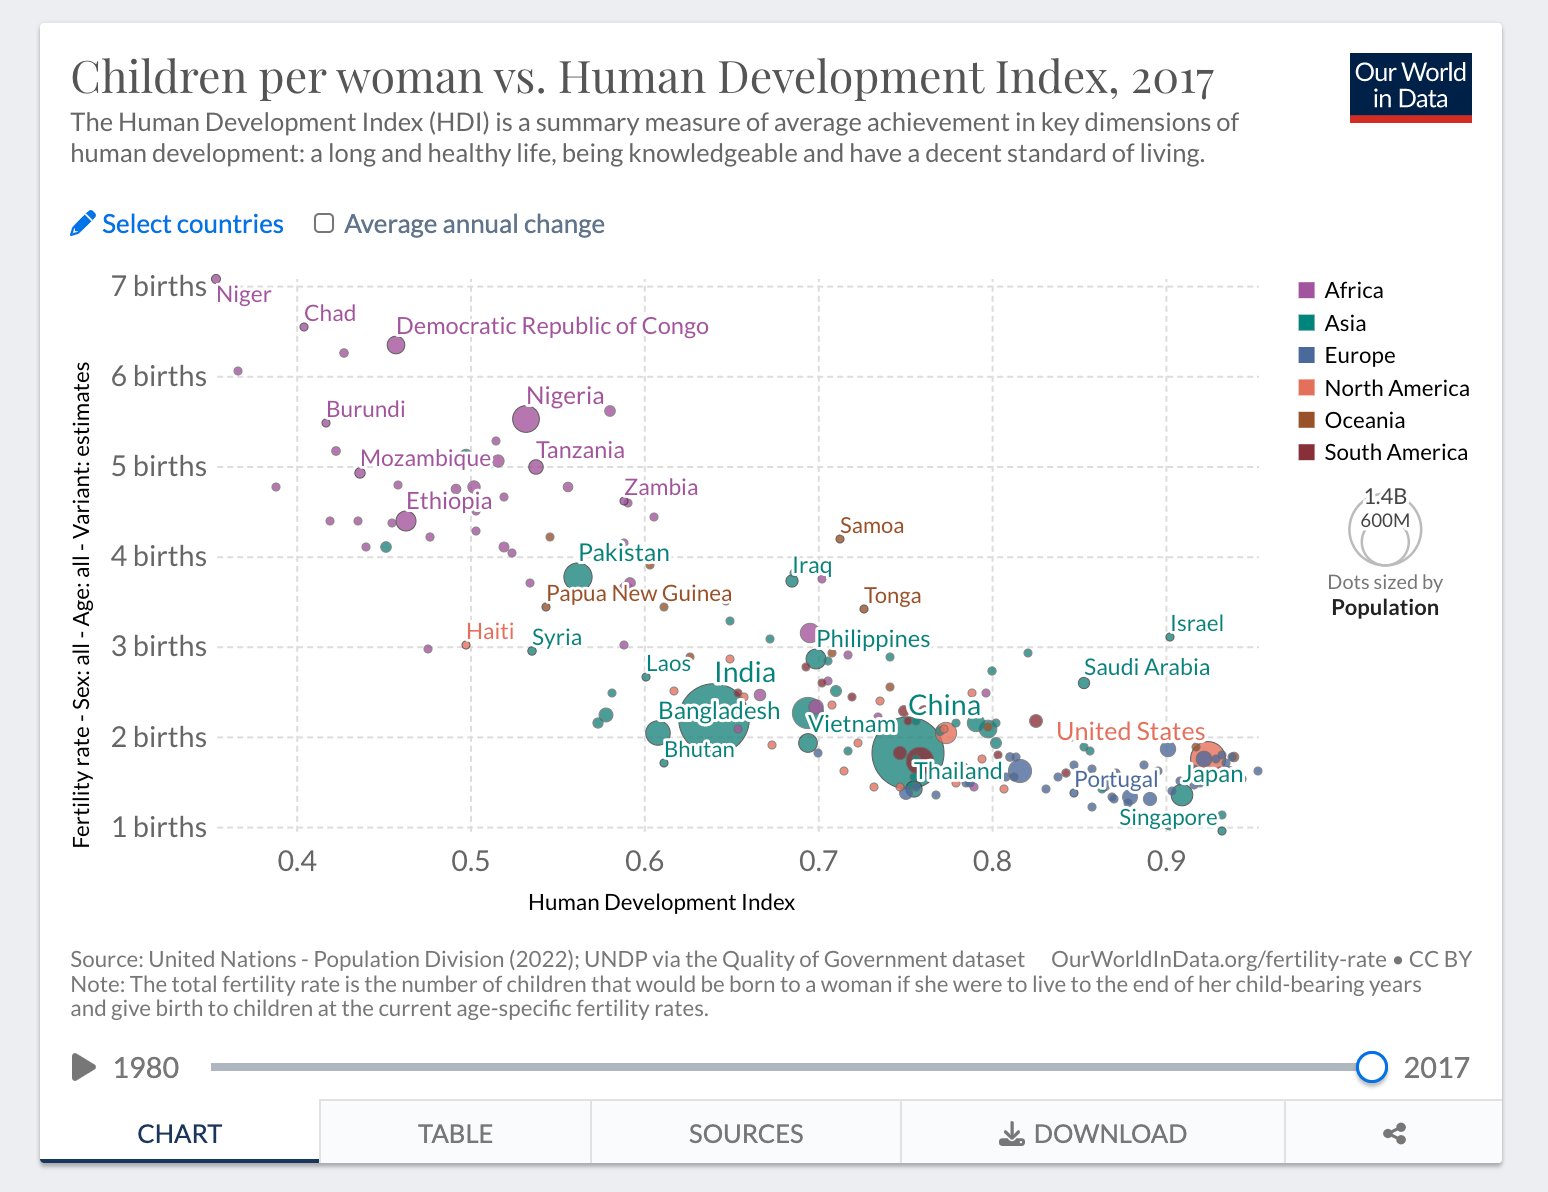 Children per woman vs. Human Development Index, 2017
Our World
in Data
The Human Development Index (HDI) is a summary measure of average achievement in key dimensions of
human development: a long and healthy life, being knowledgeable and have a decent standard of living.
Select countries
Average annual change
Fertility rate - Sex: all - Age: all - Variant: estimates
7 births
6 births
5 births
4 births
3 births
2 births
1 births
Niger
Chad
Democratic Republic of Congo
Nigeria
Burundi
Tanzania
Mozambique
Zambia
Ethiopia
Samoa
Pakistan
Iraq
Papua New Guinea
Tonga
Israel
Haiti
Syria
Philippines
Laos
India
Saudi Arabia
Bangladesh
China
Vietnam
United States
Bhutan
Thailand
Portugal
Japan
Singapore
0.4
0.5
0.6
0.7
0.8
0.9
Human Development Index
Africa
Asia
Europe
North America
Oceania
South America
1.4B
600M
Dots sized by
Population
Source: United Nations - Population Division (2022); UNDP via the Quality of Government dataset
OurWorldInData.org/fertility-rate • CC BY
Note: The total fertility rate is the number of children that would be born to a woman if she were to live to the end of her child-bearing years
and give birth to children at the current age-specific fertility rates.
1980
2017
CHART
TABLE
SOURCES
DOWNLOAD